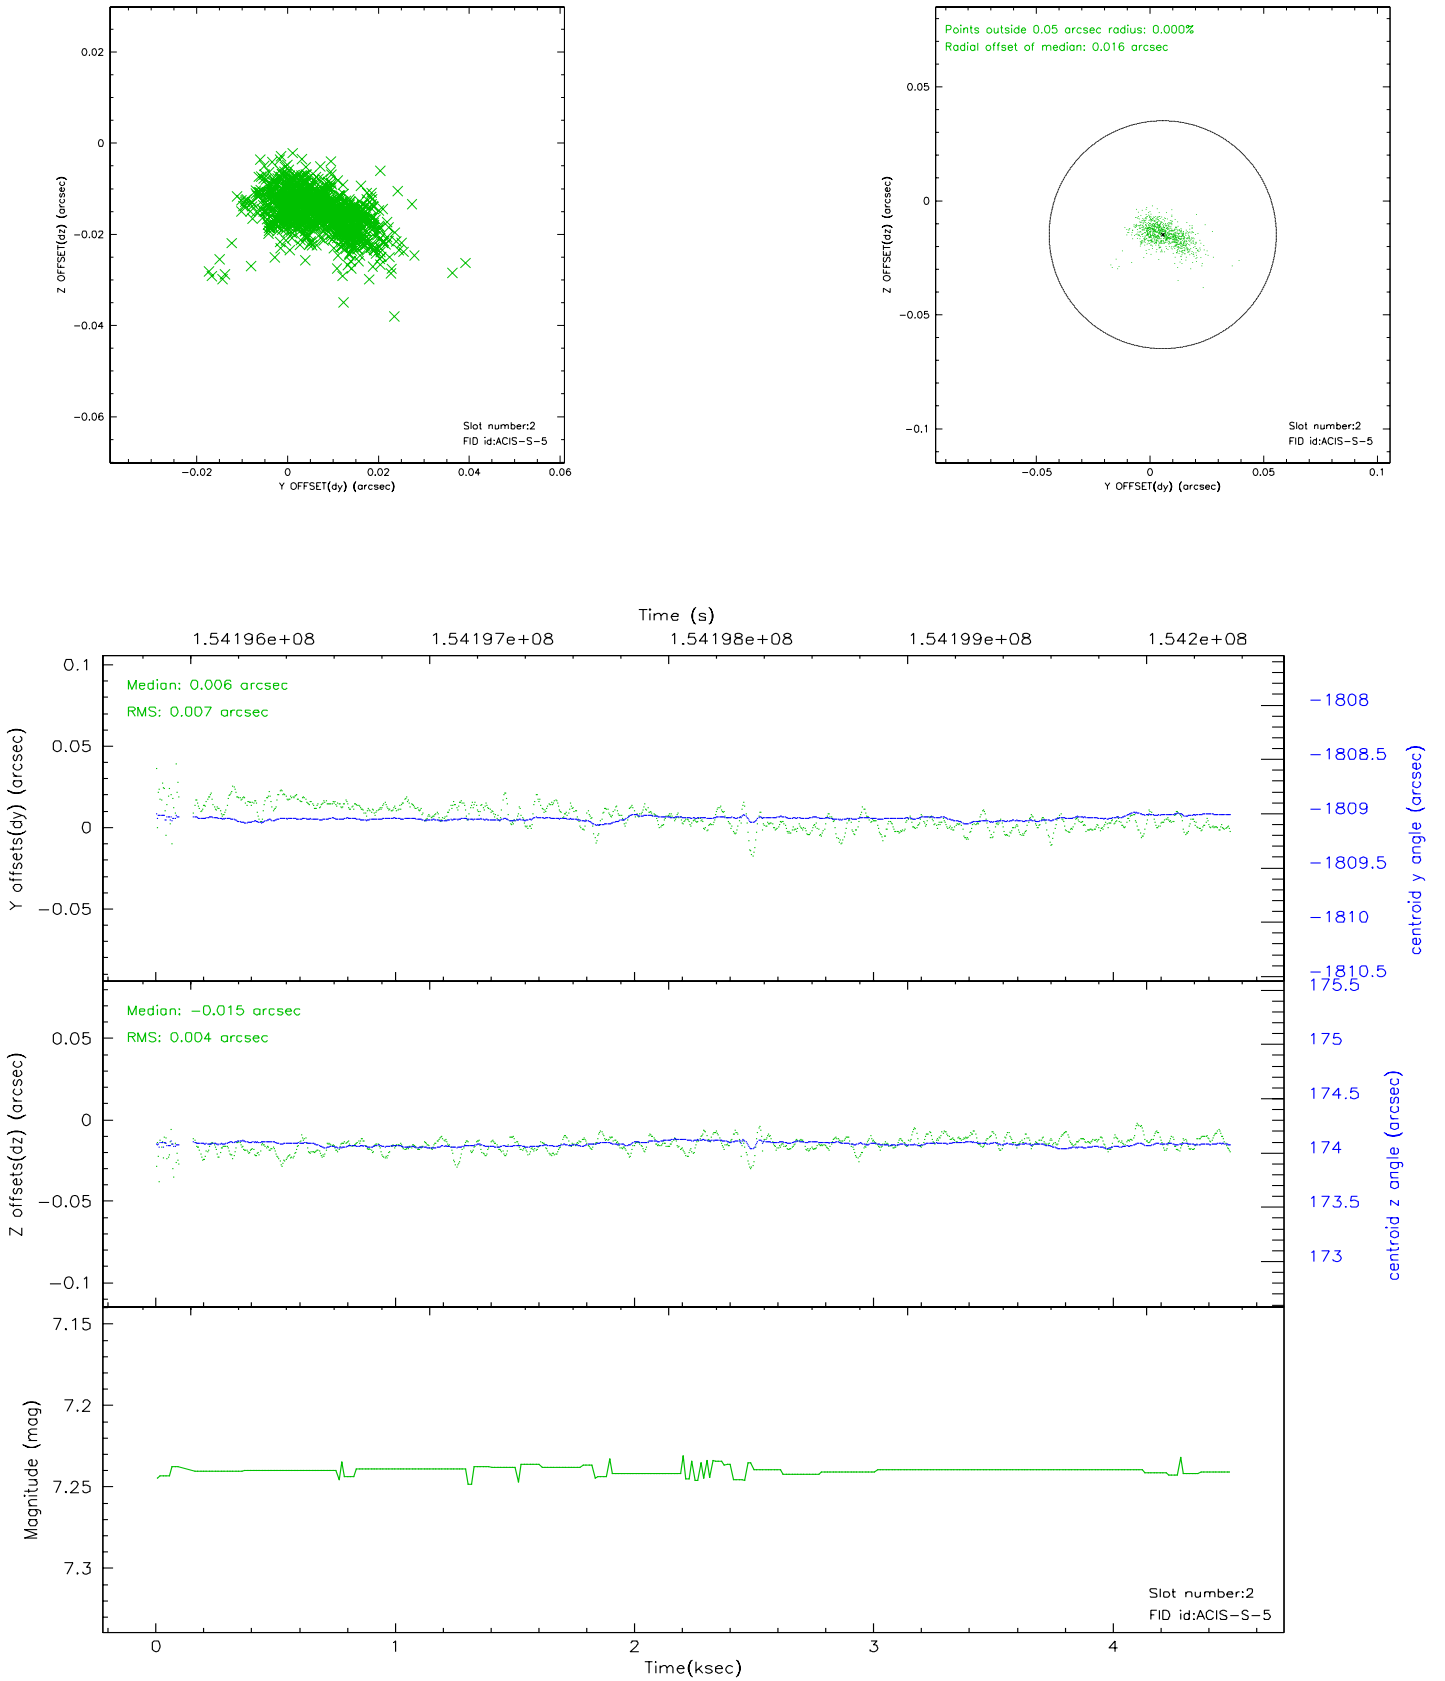 0.02
0
−0.02
−0.04
−0.06
Z OFFSET(dz) (arcsec)
Slot number:2
FID id:ACIS−S−5
−0.02 0 0.02 0.04 0.06
Y OFFSET(dy) (arcsec)
Points outside 0.05 arcsec radius: 0.000%
Radial offset of median: 0.016 arcsec
0.05
0
−0.05
−0.1
Z OFFSET(dz) (arcsec)
Slot number:2
FID id:ACIS−S−5
−0.05 0 0.05 0.1
Y OFFSET(dy) (arcsec)
Time (s)
1.54196e+08 1.54197e+08 1.54198e+08 1.54199e+08 1.542e+08
Median: 0.006 arcsec
RMS: 0.007 arcsec
0.1
0.05
0
−0.05
Y offsets(dy) (arcsec)
−1808
−1808.5
−1809
−1809.5
−1810
−1810.5
centroid y angle (arcsec)
Median: −0.015 arcsec
RMS: 0.004 arcsec
0.05
0
−0.05
−0.1
Z offsets(dz) (arcsec)
175.5
175
174.5
174
173.5
173
centroid z angle (arcsec)
7.15
7.2
7.25
7.3
Magnitude (mag)
Slot number:2
FID id:ACIS−S−5
0 1 2 3 4
Time(ksec)